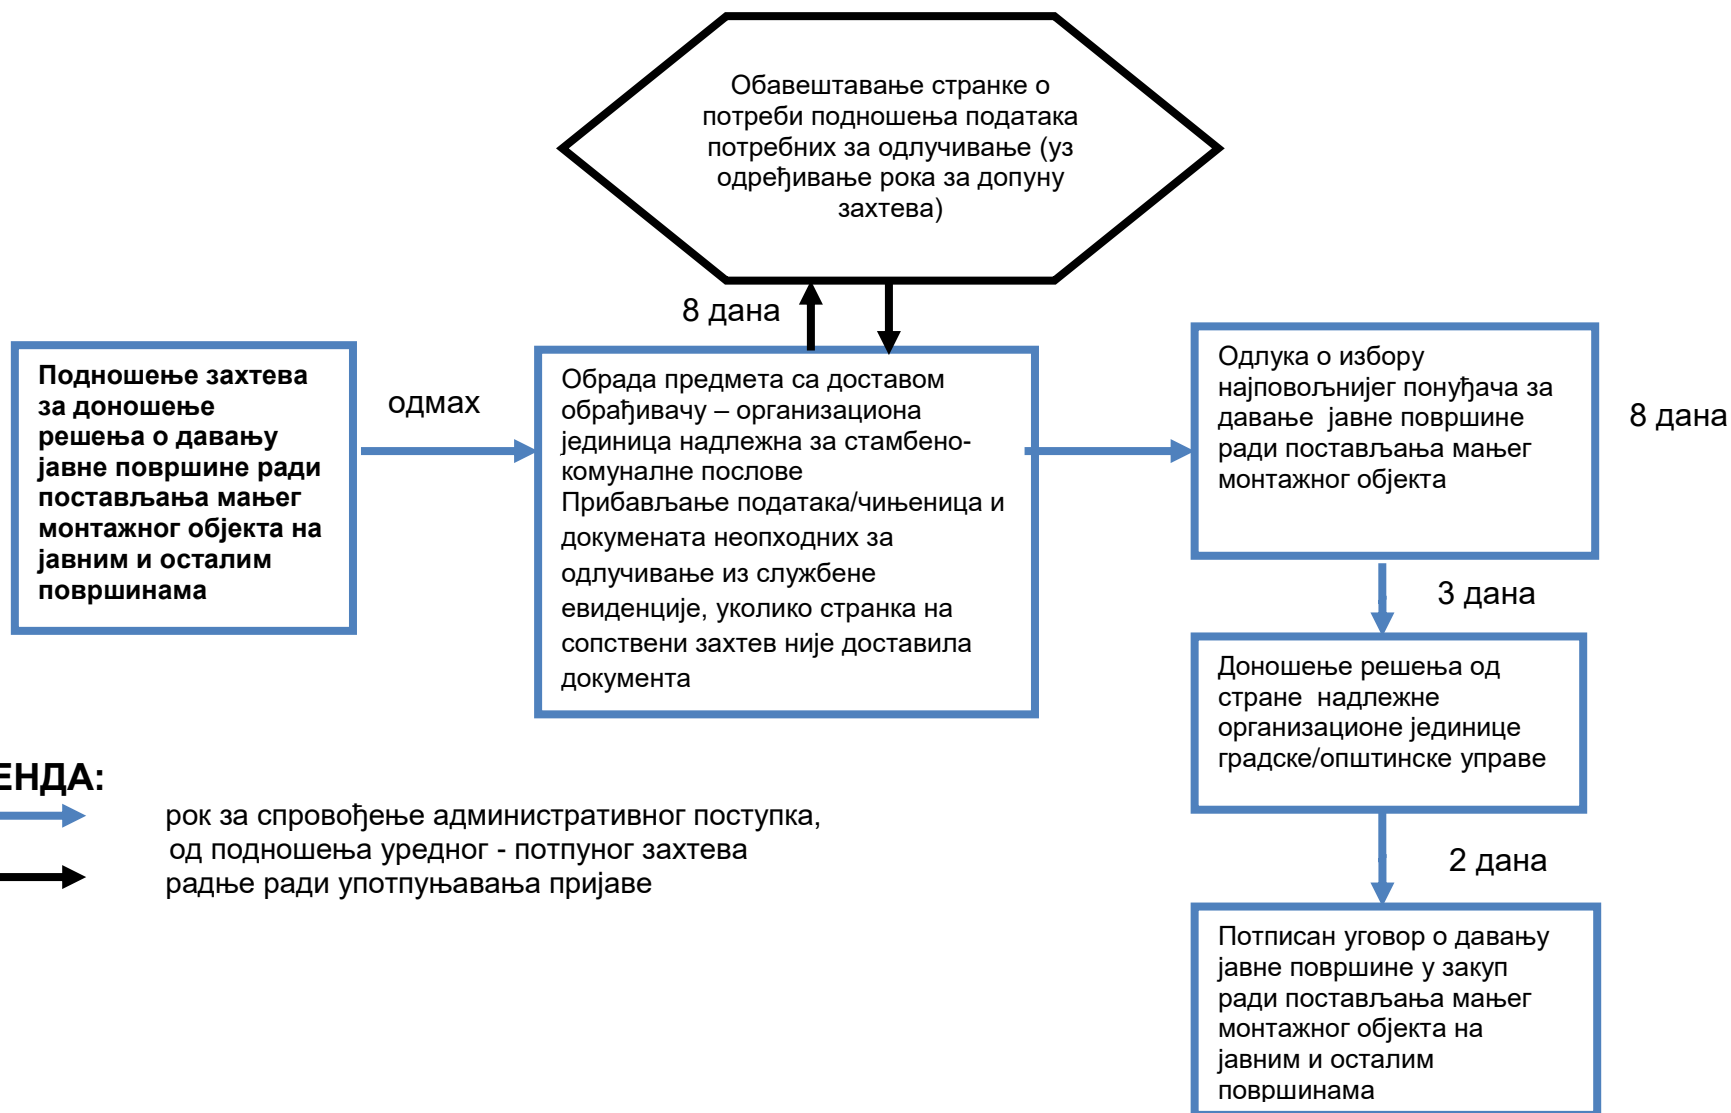 Обавештавање странке о
потреби подношења података
потребних за одлучивање (уз
одређивање рока за допуну
захтева)
8 дана
Подношење захтева
за доношење
решења о давању
јавне површине ради
постављања мањег
монтажног објекта на
јавним и осталим
површинама
одмах
Обрада предмета са доставом
обрађивачу – организациона
јединица надлежна за стамбено-
комуналне послове
Прибављање података/чињеница и
докумената неопходних за
одлучивање из службене
евиденције, уколико странка на
сопствени захтев није доставила
документа
Одлука о избору
најповољнијег понуђача за
давање  јавне површине
ради постављања мањег
монтажног објекта
8 дана
3 дана
Доношење решења од
стране  надлежне
организационе јединице
градске/општинске управе
2 дана
Потписан уговор о давању
јавне површине у закуп
ради постављања мањег
монтажног објекта на
јавним и осталим
површинама
ЕНДА:
рок за спровођење административног поступка,
од подношења уредног - потпуног захтева
радње ради употпуњавања пријаве